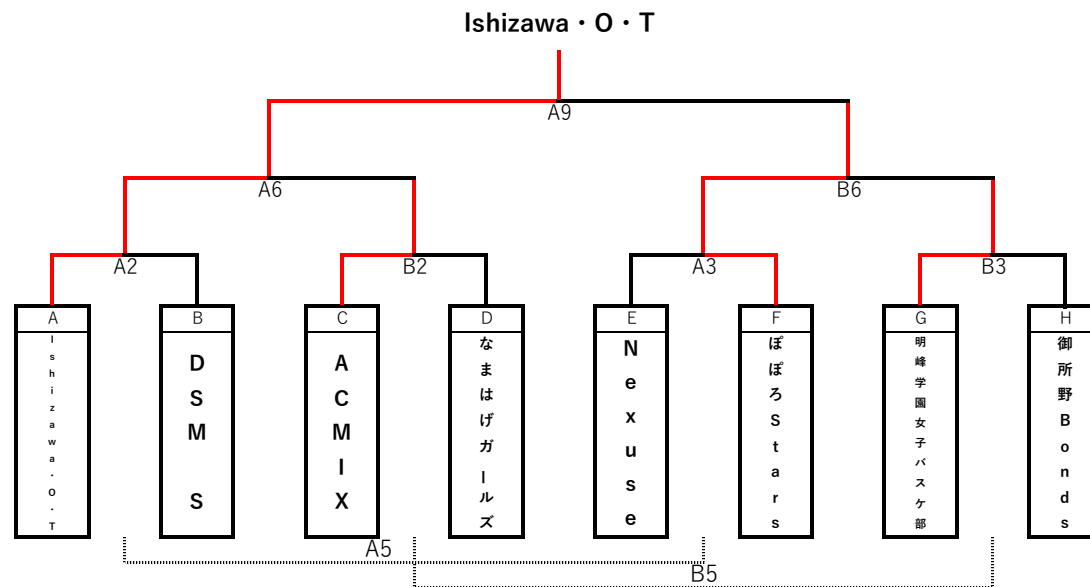 Ishizawa・O・T
A9
A6
B6
A2
B2
A3
B3
A
B
C
D
E
F
G
H
Ishizawa・O・T
DSM S
ACMIX
なまはげガールズ
Nexuse
ぽぽろStars
明峰学園女子バスケ部
御所野Bonds
A5
B5